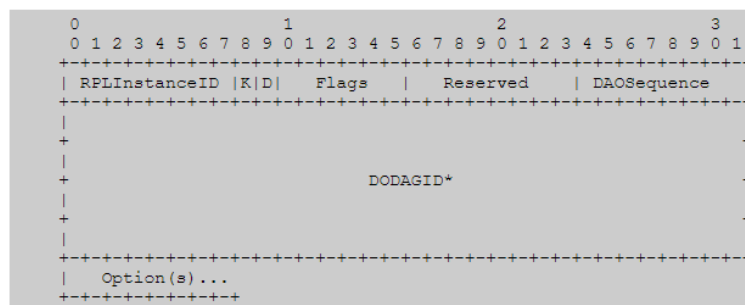 0 1 2 3
0 1 2 3 4 5 6 7 8 9 0 1 2 3 4 5 6 7 8 9 0 1 2 3 4 5 6 7 8 9 0 1
+-+-+-+-+-+-+-+-+-+-+-+-+-+-+-+-+-+-+-+-+-+-+-+-+-+-+-+-+-+-+-+-
| RPLInstanceID |K|D| Flags | Reserved | DAOSequence
+-+-+-+-+-+-+-+-+-+-+-+-+-+-+-+-+-+-+-+-+-+-+-+-+-+-+-+-+-+-+-+-
|
+
|
+ DODAGID*
|
+
|
+-+-+-+-+-+-+-+-+-+-+-+-+-+-+-+-+-+-+-+-+-+-+-+-+-+-+-+-+-+-+-+-
| Option(s)...
+-+-+-+-+-+-+-+-+